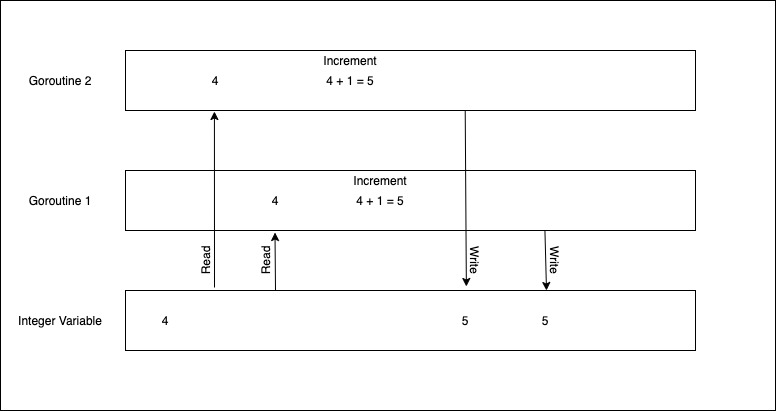 Increment
Goroutine 2
4
4 + 1 = 5
Increment
Goroutine 1
4
4 + 1 = 5
Read
Read
Write
Write
Integer Variable
4
5
5